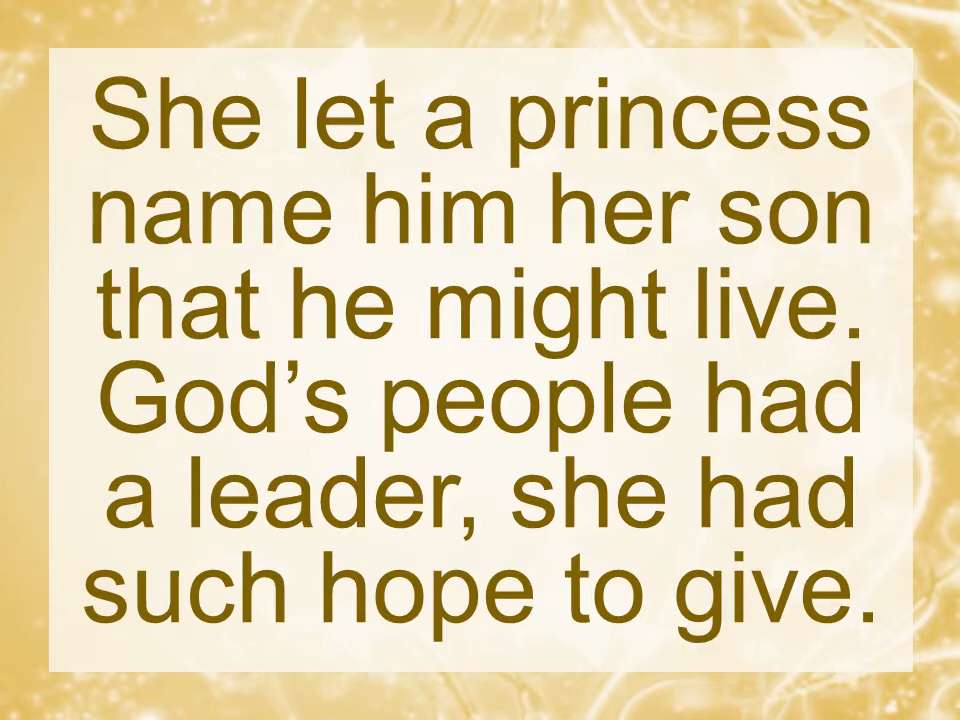 She let a princess
name him her son
that he might live.
God’s people had
a leader, she had
such hope to give.